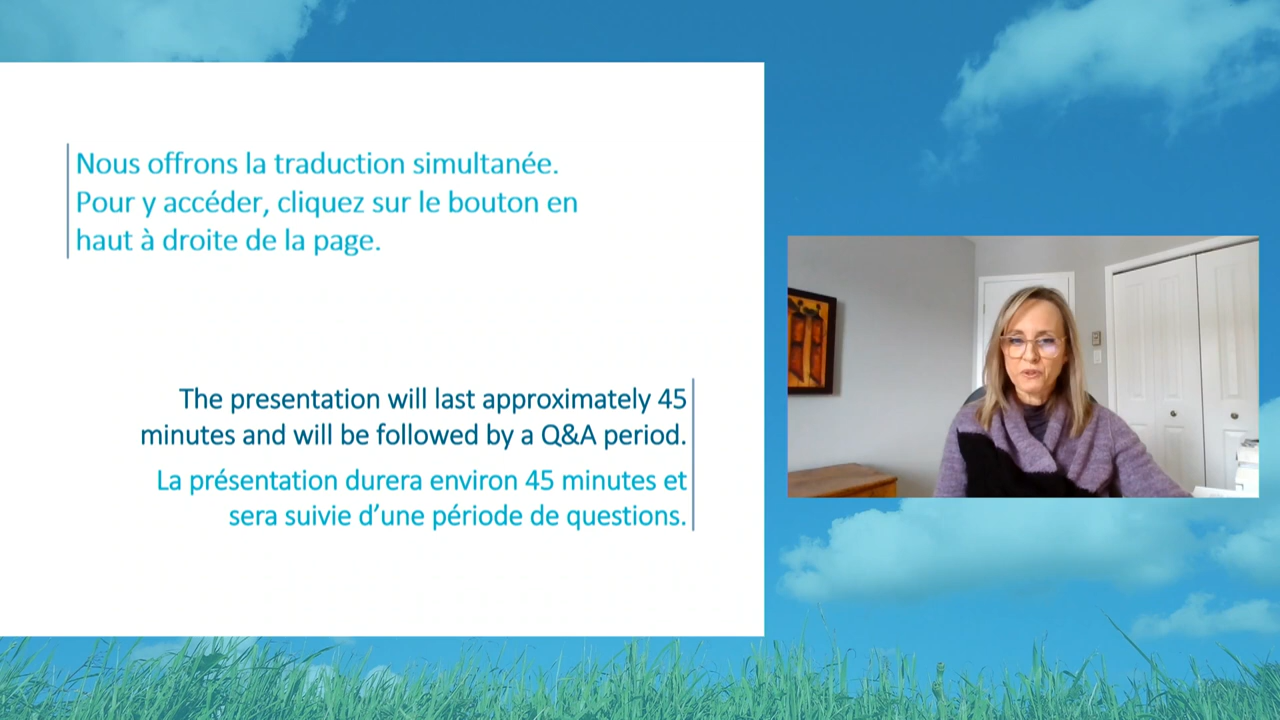 Nous offrons la traduction simultanée.
Pour y accéder, cliquez sur le bouton en
haut à droite de la page.
The presentation will last approximately 45
minutes and will be followed by a Q&A period.
La présentation durera environ 45 minutes et
sera suivie d’une période de questions.